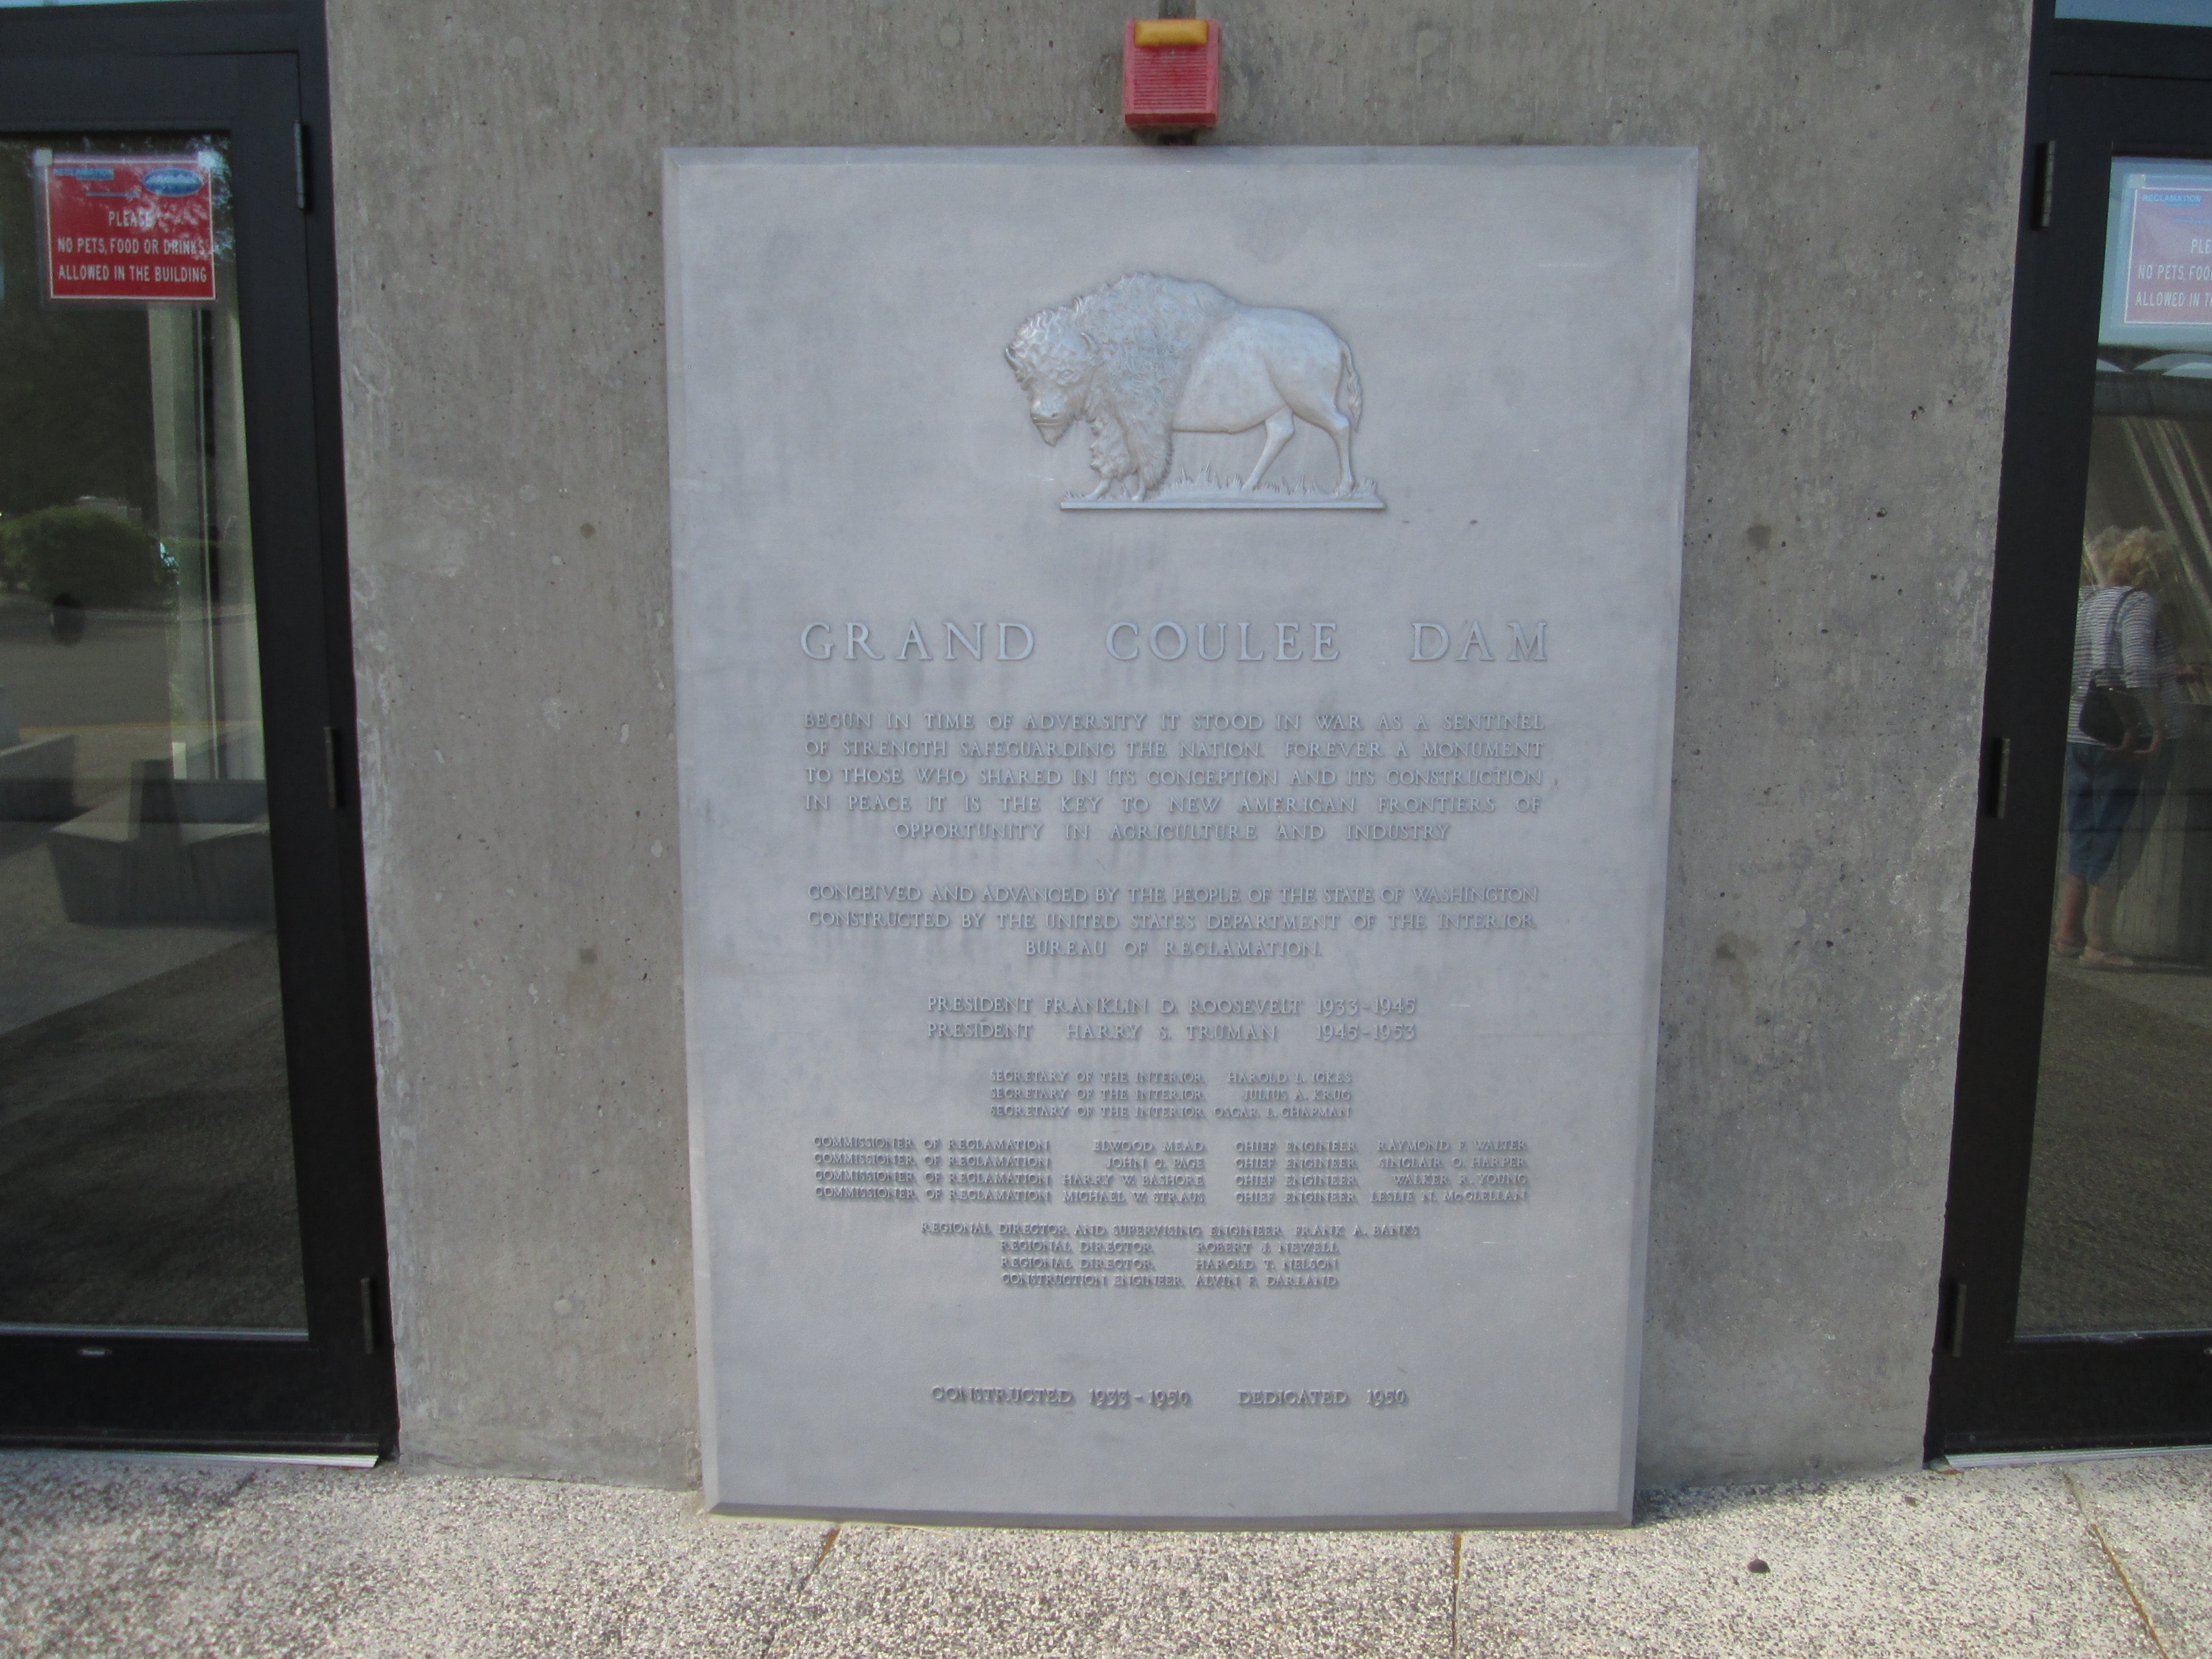 RECLAMATION
PLEASE
NO PETS, FOOD OR DRINKS
ALLOWED IN THE BUILDING
GRAND COULEE DAM
BEGUN IN TIME OF ADVERSITY IT STOOD IN WAR AS A SENTINEL
OF STRENGTH SAFEGUARDING THE NATION. FOREVER A MONUMENT
TO THOSE WHO SHARED IN ITS CONCEPTION AND ITS CONSTRUCTION
IN PEACE IT IS THE KEY TO NEW AMERICAN FRONTIERS OF
OPPORTUNITY IN AGRICULTURE AND INDUSTRY
CONCEIVED AND ADVANCED BY THE PEOPLE OF THE STATE OF WASHINGTON
CONSTRUCTED BY THE UNITED STATES DEPARTMENT OF THE INTERIOR
BUREAU OF RECLAMATION.
PRESIDENT FRANKLIN D. ROOSEVELT 1933-1945
PRESIDENT HARRY S. TRUMAN 1945-1953
SECRETARY OF THE INTERIOR HAROLD L. ICKES
SECRETARY OF THE INTERIOR JULIUS A. KRUG
SECRETARY OF THE INTERIOR OSCAR L. CHAPMAN
COMMISSIONER OF RECLAMATION ELWOOD MEAD CHIEF ENGINEER RAYMOND F. WALTER
COMMISSIONER OF RECLAMATION JOHN C. PAGE CHIEF ENGINEER SINCLAIR O. HARPER
COMMISSIONER OF RECLAMATION HARRY W. BASHORE CHIEF ENGINEER WALKER R. YOUNG
COMMISSIONER OF RECLAMATION MICHAEL W. STRAUS CHIEF ENGINEER LESLIE N. McCLELLAN
REGIONAL DIRECTOR AND SUPERVISING ENGINEER FRANK A. BANKS
REGIONAL DIRECTOR ROBERT J. NEWELL
REGIONAL DIRECTOR HAROLD T. NELSON
CONSTRUCTION ENGINEER ALVIN F. DARLAND
CONSTRUCTED 1933-1950 DEDICATED 1950
RECLAMATION
PLE
NO PETS, FOO
ALLOWED IN T